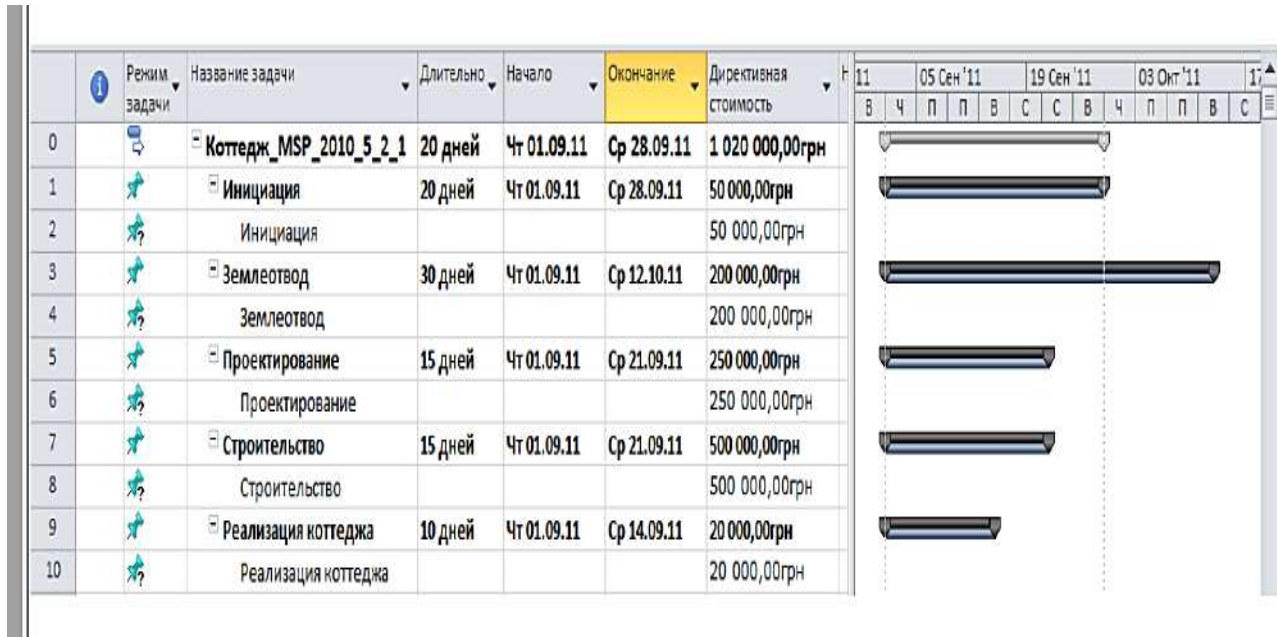 Режим задачи Название задачи Длительно Начало Окончание Директивная стоимость Н 11 05 Сен '11 19 Сен '11 03 Окт '11 17
В Ч П П В С С В Ч П П В С
0 Коттедж_MSP_2010_5_2_1 20 дней Чт 01.09.11 Ср 28.09.11 1 020 000,00грн
1 Инициация 20 дней Чт 01.09.11 Ср 28.09.11 50 000,00грн
2 ? Инициация 50 000,00грн
3 Землеотвод 30 дней Чт 01.09.11 Ср 12.10.11 200 000,00грн
4 ? Землеотвод 200 000,00грн
5 Проектирование 15 дней Чт 01.09.11 Ср 21.09.11 250 000,00грн
6 ? Проектирование 250 000,00грн
7 Строительство 15 дней Чт 01.09.11 Ср 21.09.11 500 000,00грн
8 ? Строительство 500 000,00грн
9 Реализация коттеджа 10 дней Чт 01.09.11 Ср 14.09.11 20 000,00грн
10 ? Реализация коттеджа 20 000,00грн